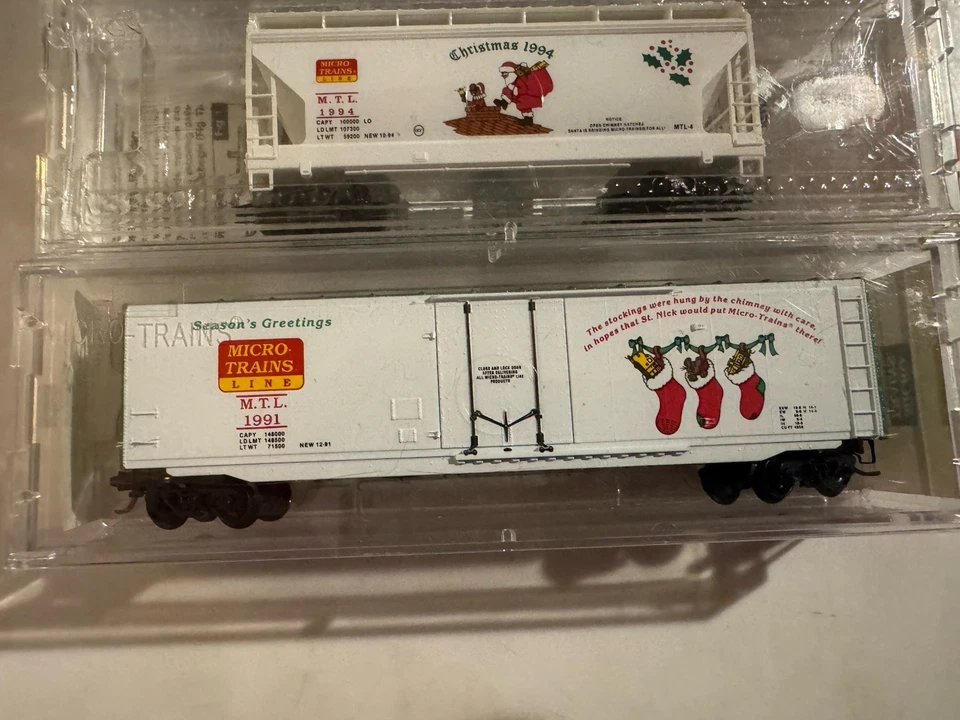 Christmas 1994
MICRO-
TRAINS
LINE
M. T. L.
1994
CAPY 100000 LO
LD LMT 107300
LT WT 59200 NEW 10-94
NOTICE
OPEN CHIMNEY HATCHES
SANTA IS BRINGING MICRO-TRAINS FOR ALL!
MTL-4
-TRAINS
Season's Greetings
MICRO-
TRAINS
LINE
M.T.L.
1991
CAPY 148000
LD LMT 148500
LT WT 71500 NEW 12-91
CLOSE AND LOCK DOOR
AFTER DELIVERING
ALL MICRO-TRAINS LINE
PRODUCTS
The stockings were hung by the chimney with care,
in hopes that St. Nick would put Micro-Trains® there!